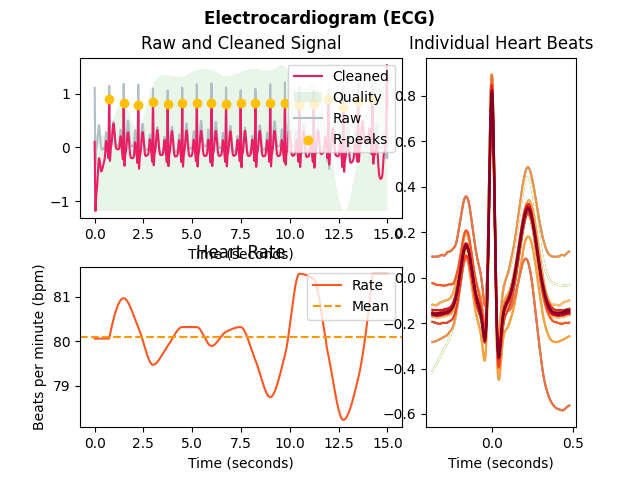 Electrocardiogram (ECG)
Raw and Cleaned Signal
Cleaned
Quality
Raw
R-peaks
1
0
−1
0.0 2.5 5.0 7.5 10.0 12.5 15.0
Time (seconds)
Heart Rate
Rate
Mean
Beats per minute (bpm)
81
80
79
0.0 2.5 5.0 7.5 10.0 12.5 15.0
Time (seconds)
Individual Heart Beats
0.8
0.6
0.4
0.2
0.0
−0.2
−0.4
−0.6
0.0 0.5
Time (seconds)